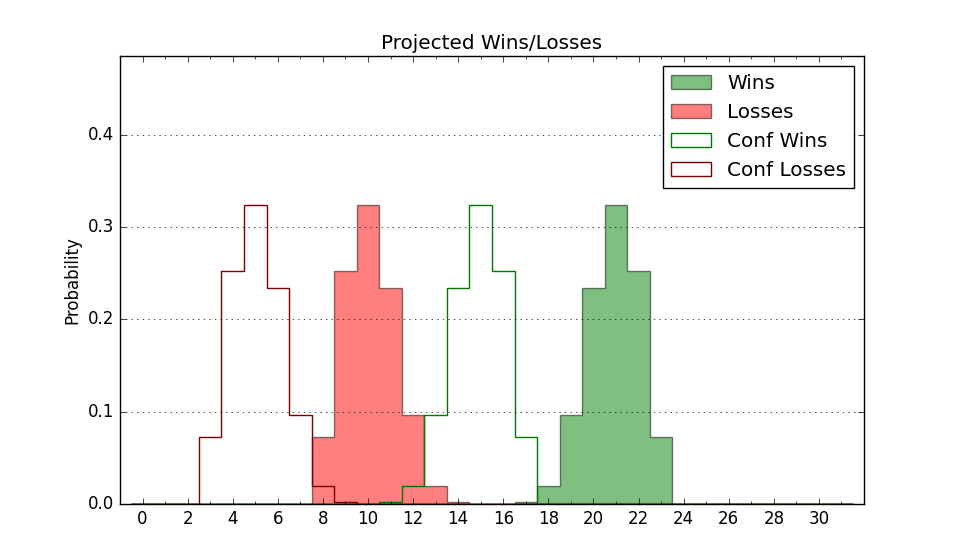 Projected Wins/Losses
Wins
Losses
Conf Wins
Conf Losses
Probability
0.4
0.3
0.2
0.1
0.0
0 2 4 6 8 10 12 14 16 18 20 22 24 26 28 30